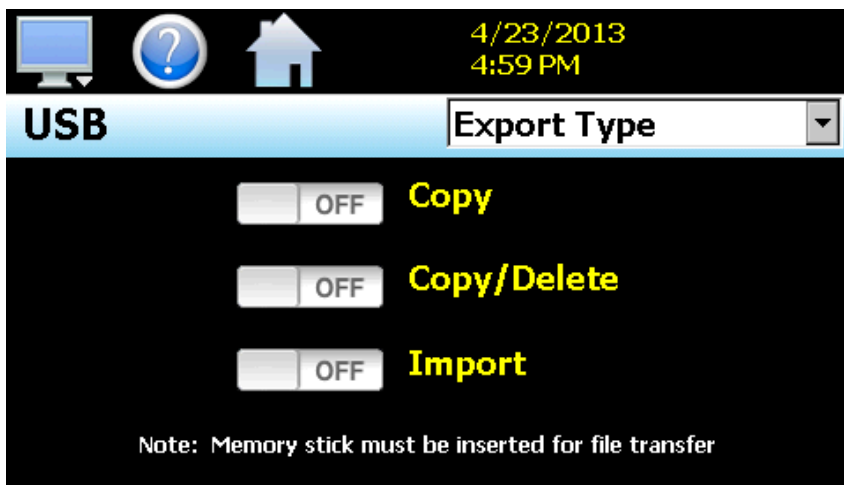 ?
4/23/2013
4:59 PM
USB
Export Type
OFF Copy
OFF Copy/Delete
OFF Import
Note: Memory stick must be inserted for file transfer